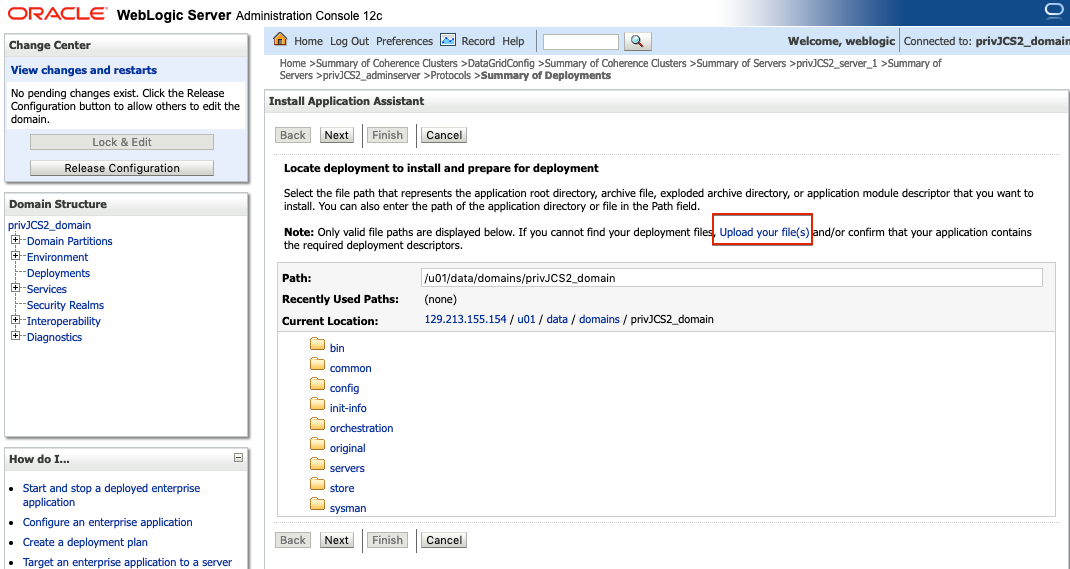 ORACLE WebLogic Server Administration Console 12c
Change Center
View changes and restarts
No pending changes exist. Click the Release
Configuration button to allow others to edit the
domain.
Lock & Edit
Release Configuration
Domain Structure
privJCS2_domain
Domain Partitions
Environment
Deployments
Services
Security Realms
Interoperability
Diagnostics
How do I...
Start and stop a deployed enterprise
application
Configure an enterprise application
Create a deployment plan
Target an enterprise application to a server
Home Log Out Preferences Record Help
Welcome, weblogic Connected to: privJCS2_domain
Home >Summary of Coherence Clusters >DataGridConfig >Summary of Coherence Clusters >Summary of Servers >privJCS2_server_1 >Summary of
Servers >privJCS2_adminserver >Protocols >Summary of Deployments
Install Application Assistant
Back Next Finish Cancel
Locate deployment to install and prepare for deployment
Select the file path that represents the application root directory, archive file, exploded archive directory, or application module descriptor that you want to
install. You can also enter the path of the application directory or file in the Path field.
Note: Only valid file paths are displayed below. If you cannot find your deployment files, Upload your file(s) and/or confirm that your application contains
the required deployment descriptors.
Path: /u01/data/domains/privJCS2_domain
Recently Used Paths: (none)
Current Location: 129.213.155.154 / u01 / data / domains / privJCS2_domain
bin
common
config
init-info
orchestration
original
servers
store
sysman
Back Next Finish Cancel